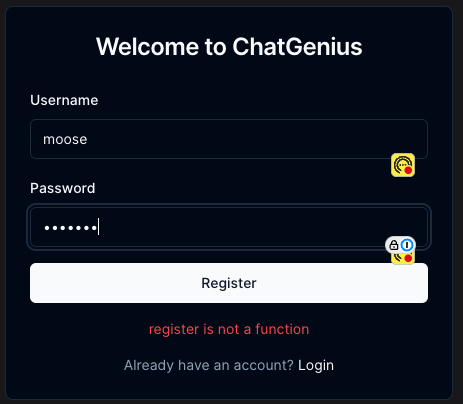 Welcome to ChatGenius
Username
moose
Password
•••••••
Register
register is not a function
Already have an account? Login